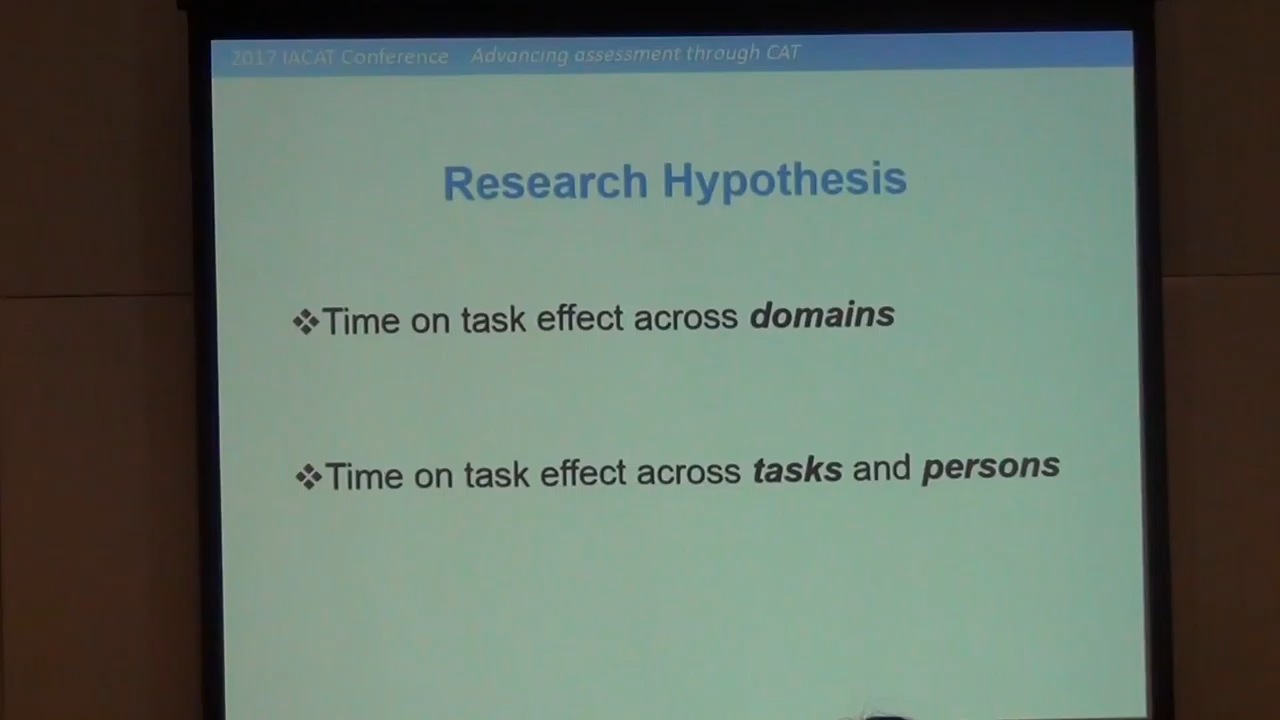 2017 IACAT Conference Advancing assessment through CAT
Research Hypothesis
❖Time on task effect across domains
❖Time on task effect across tasks and persons